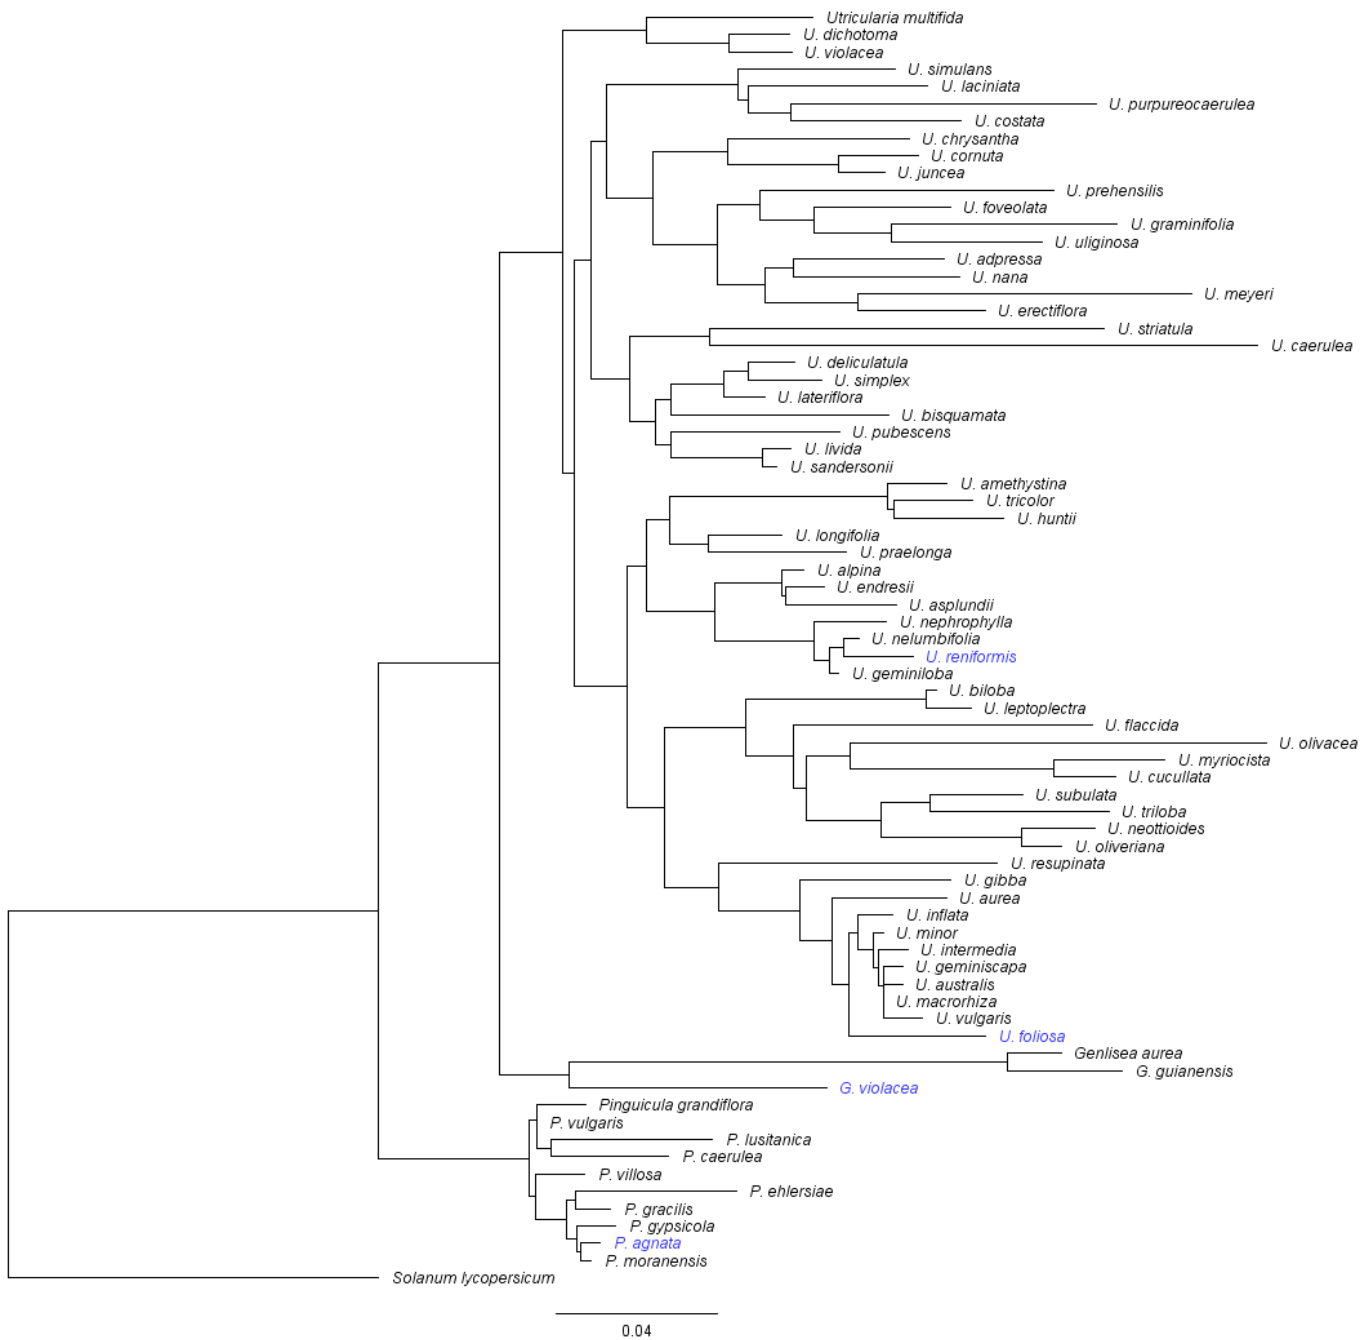 Utricularia multifida
U. dichotoma
U. violacea
U. simulans
U. laciniata
U. purpureocaerulea
U. costata
U. chrysantha
U. cornuta
U. juncea
U. prehensilis
U. foveolata
U. graminifolia
U. uliginosa
U. adpressa
U. nana
U. meyeri
U. erectiflora
U. striatula
U. caerulea
U. deliculatula
U. simplex
U. lateriflora
U. bisquamata
U. pubescens
U. livida
U. sandersonii
U. amethystina
U. tricolor
U. huntii
U. longifolia
U. praelonga
U. alpina
U. endresii
U. asplundii
U. nephrophylla
U. nelumbifolia
U. reniformis
U. geminiloba
U. biloba
U. leptoplectra
U. flaccida
U. olivacea
U. myriocista
U. cucullata
U. subulata
U. triloba
U. neottioides
U. oliveriana
U. resupinata
U. gibba
U. aurea
U. inflata
U. minor
U. intermedia
U. geminiscapa
U. australis
U. macrorhiza
U. vulgaris
U. foliosa
Genlisea aurea
G. guianensis
G. violacea
Pinguicula grandiflora
P. vulgaris
P. lusitanica
P. caerulea
P. villosa
P. ehlersiae
P. gracilis
P. gypsicola
P. agnata
P. moranensis
Solanum lycopersicum
0.04